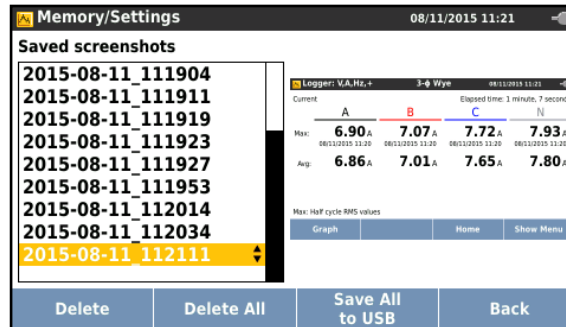 Memory/Settings 08/11/2015 11:21
Saved screenshots
2015-08-11_111904
2015-08-11_111911
2015-08-11_111919
2015-08-11_111923
2015-08-11_111927
2015-08-11_111953
2015-08-11_112014
2015-08-11_112034
2015-08-11_112111
Logger: V,A,Hz,+ 3-ϕ Wye 08/11/2015 11:21
Current Elapsed time: 1 minute, 7 second
A B C N
Max: 6.90 A 7.07 A 7.72 A 7.93 A
08/11/2015 11:20 08/11/2015 11:20 08/11/2015 11:20 08/11/2015 11:20
Avg: 6.86 A 7.01 A 7.65 A 7.80 A
Max: Half cycle RMS values
Graph Home Show Menu
Delete Delete All Save All to USB Back